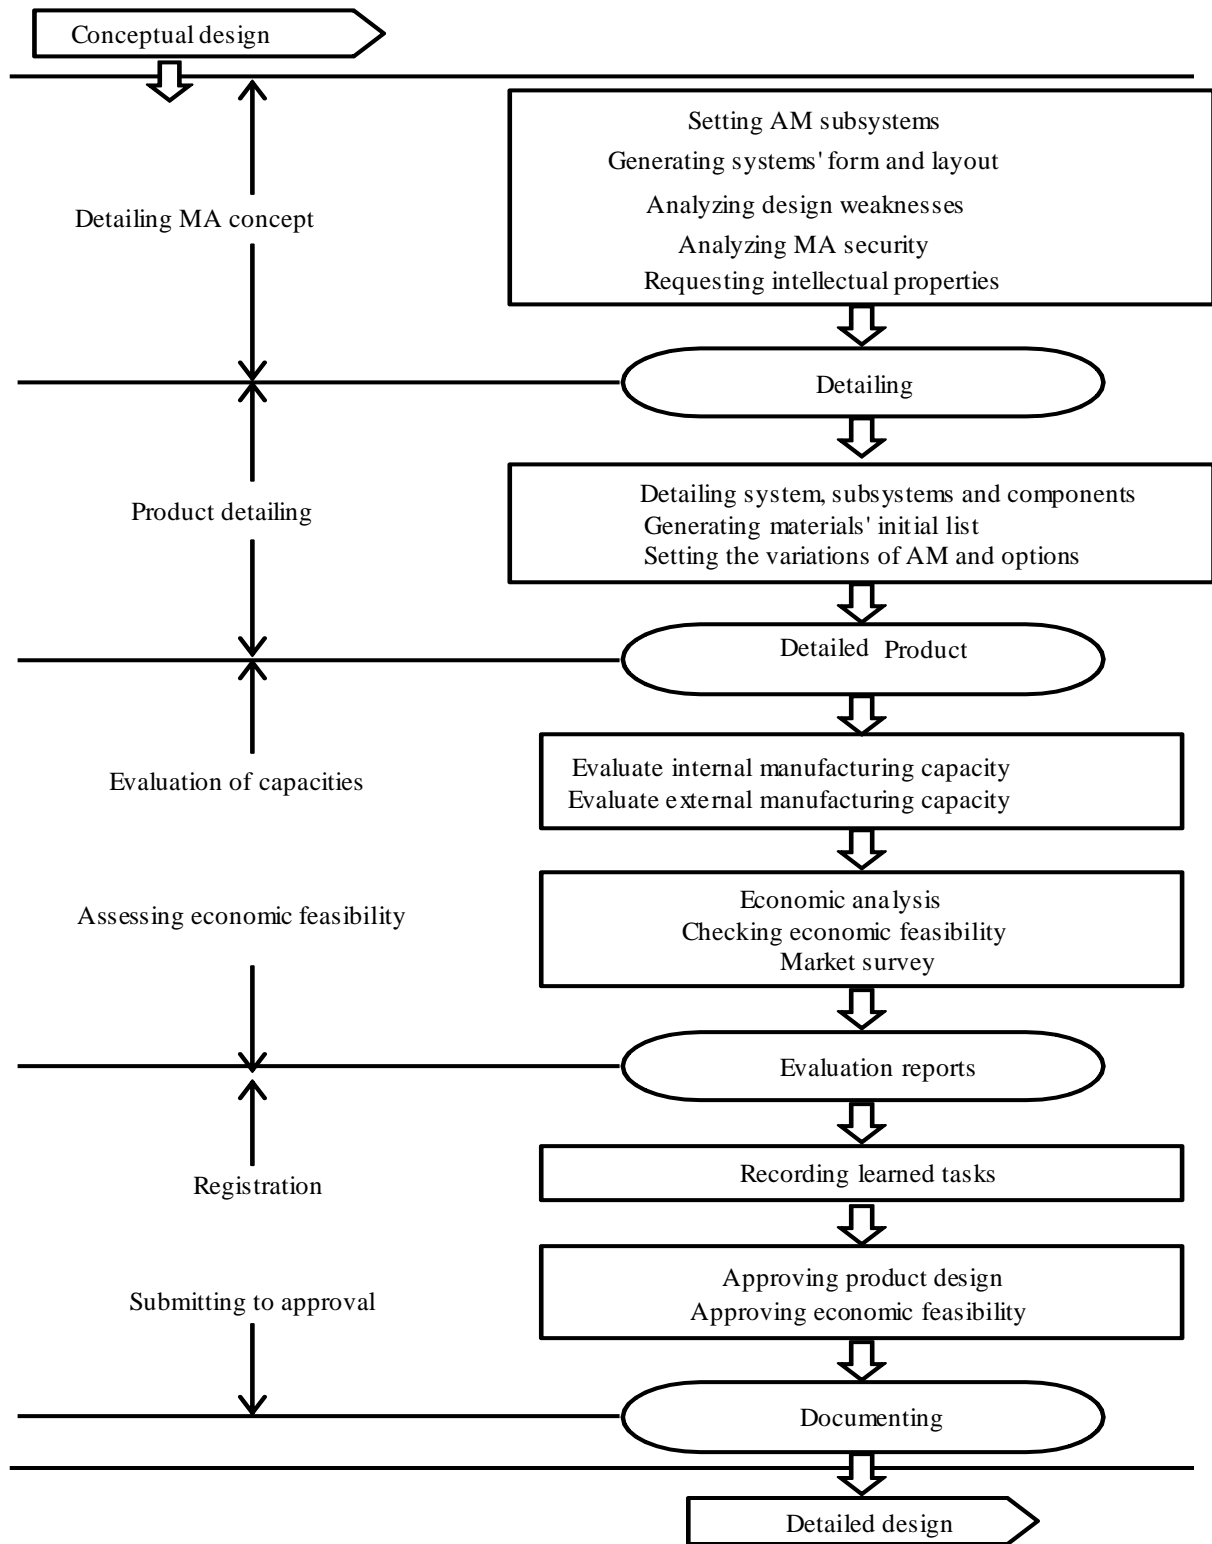 Conceptual design
Setting AM subsystems
Generating systems' form and layout
Analyzing design weaknesses
Detailing MA concept
Analyzing MA security
Requesting intellectual properties
Detailing
Detailing system, subsystems and components
Product detailing
Generating materials' initial list
Setting the variations of AM and options
Detailed Product
Evaluate internal manufacturing capacity
Evaluation of capacities
Evaluate external manufacturing capacity
Economic analysis
Assessing economic feasibility
Checking economic feasibility
Market survey
Evaluation reports
Recording learned tasks
Registration
Approving product design
Submitting to approval
Approving economic feasibility
Documenting
Detailed design